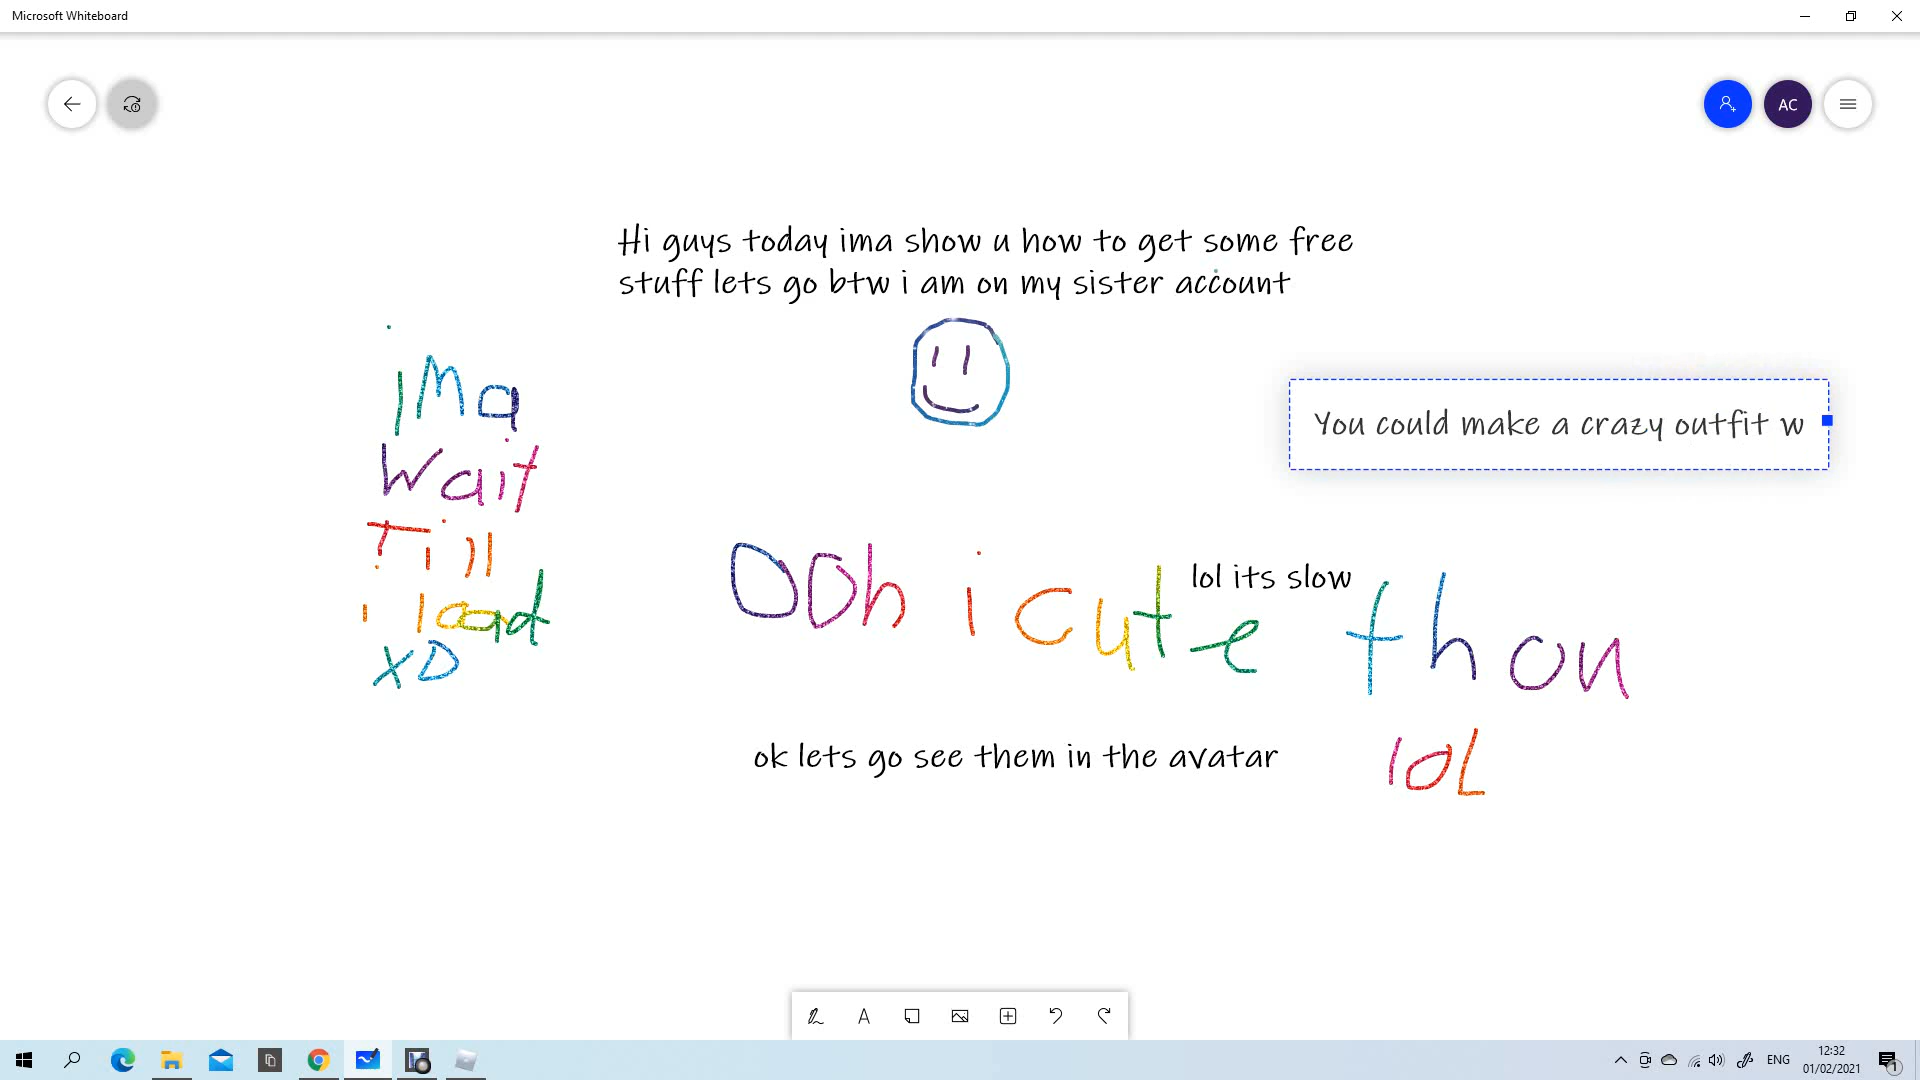 Microsoft Whiteboard
AC
Hi guys today ima show u how to get some free
stuff lets go btw i am on my sister account
iMa
Wait
Till
i load
XD
You could make a crazy outfit w
OOh i cute thon
lol its slow
lol
ok lets go see them in the avatar
ENG
12:32
01/02/2021
1